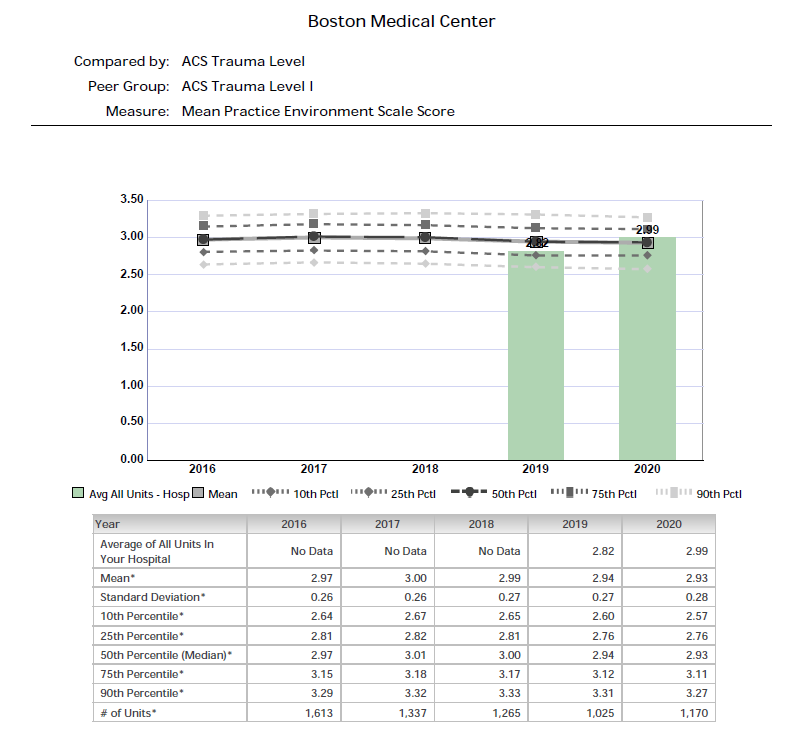 Boston Medical Center
Compared by: ACS Trauma Level
Peer Group: ACS Trauma Level I
Measure: Mean Practice Environment Scale Score
3.50
3.00
2.50
2.00
1.50
1.00
0.50
0.00
2.82
2.99
2016 2017 2018 2019 2020
Avg All Units - Hosp Mean 10th Pctl 25th Pctl 50th Pctl 75th Pctl 90th Pctl
Year 2016 2017 2018 2019 2020
Average of All Units In
Your Hospital No Data No Data No Data 2.82 2.99
Mean* 2.97 3.00 2.99 2.94 2.93
Standard Deviation* 0.26 0.26 0.27 0.27 0.28
10th Percentile* 2.64 2.67 2.65 2.60 2.57
25th Percentile* 2.81 2.82 2.81 2.76 2.76
50th Percentile (Median)* 2.97 3.01 3.00 2.94 2.93
75th Percentile* 3.15 3.18 3.17 3.12 3.11
90th Percentile* 3.29 3.32 3.33 3.31 3.27
# of Units* 1,613 1,337 1,265 1,025 1,170